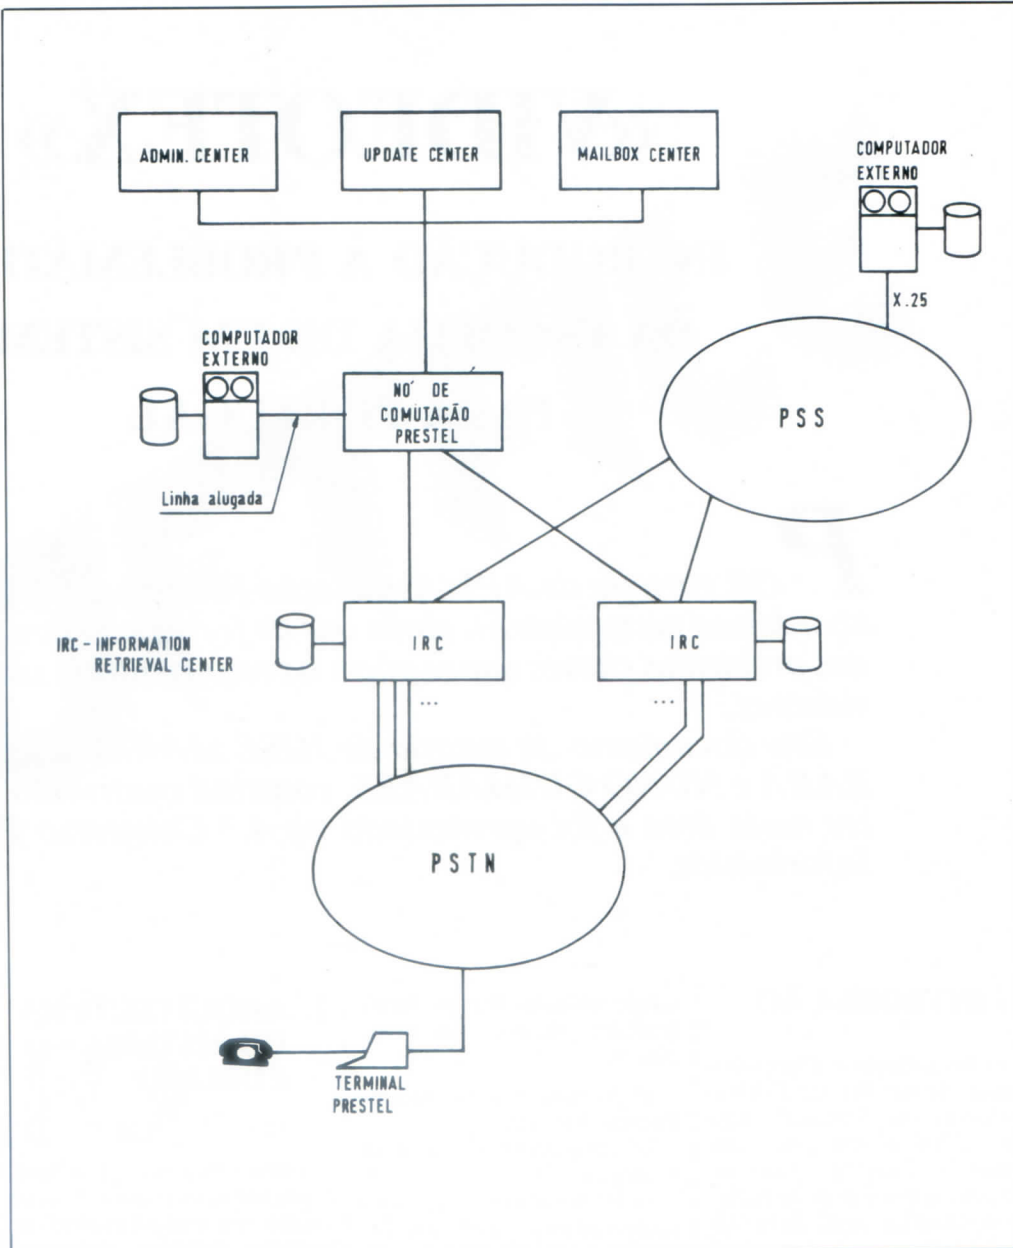 ADMIN. CENTER
UPDATE CENTER
MAILBOX CENTER
COMPUTADOR
EXTERNO
X.25
COMPUTADOR
EXTERNO
NÓ DE
COMUTAÇÃO
PRESTEL
PSS
Linha alugada
IRC - INFORMATION
RETRIEVAL CENTER
IRC
IRC
...
...
PSTN
TERMINAL
PRESTEL